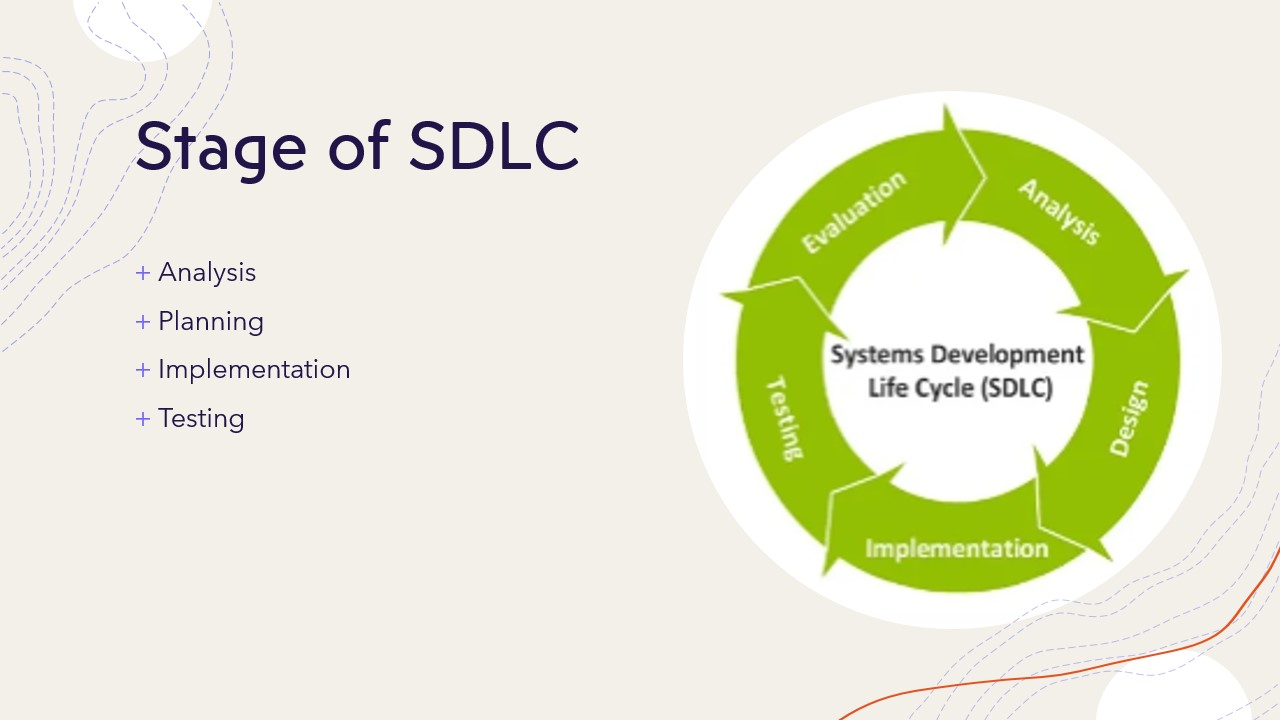 Stage of SDLC
+ Analysis
+ Planning
+ Implementation
+ Testing
Evaluation
Analysis
Systems Development
Life Cycle (SDLC)
Testing
Design
Implementation